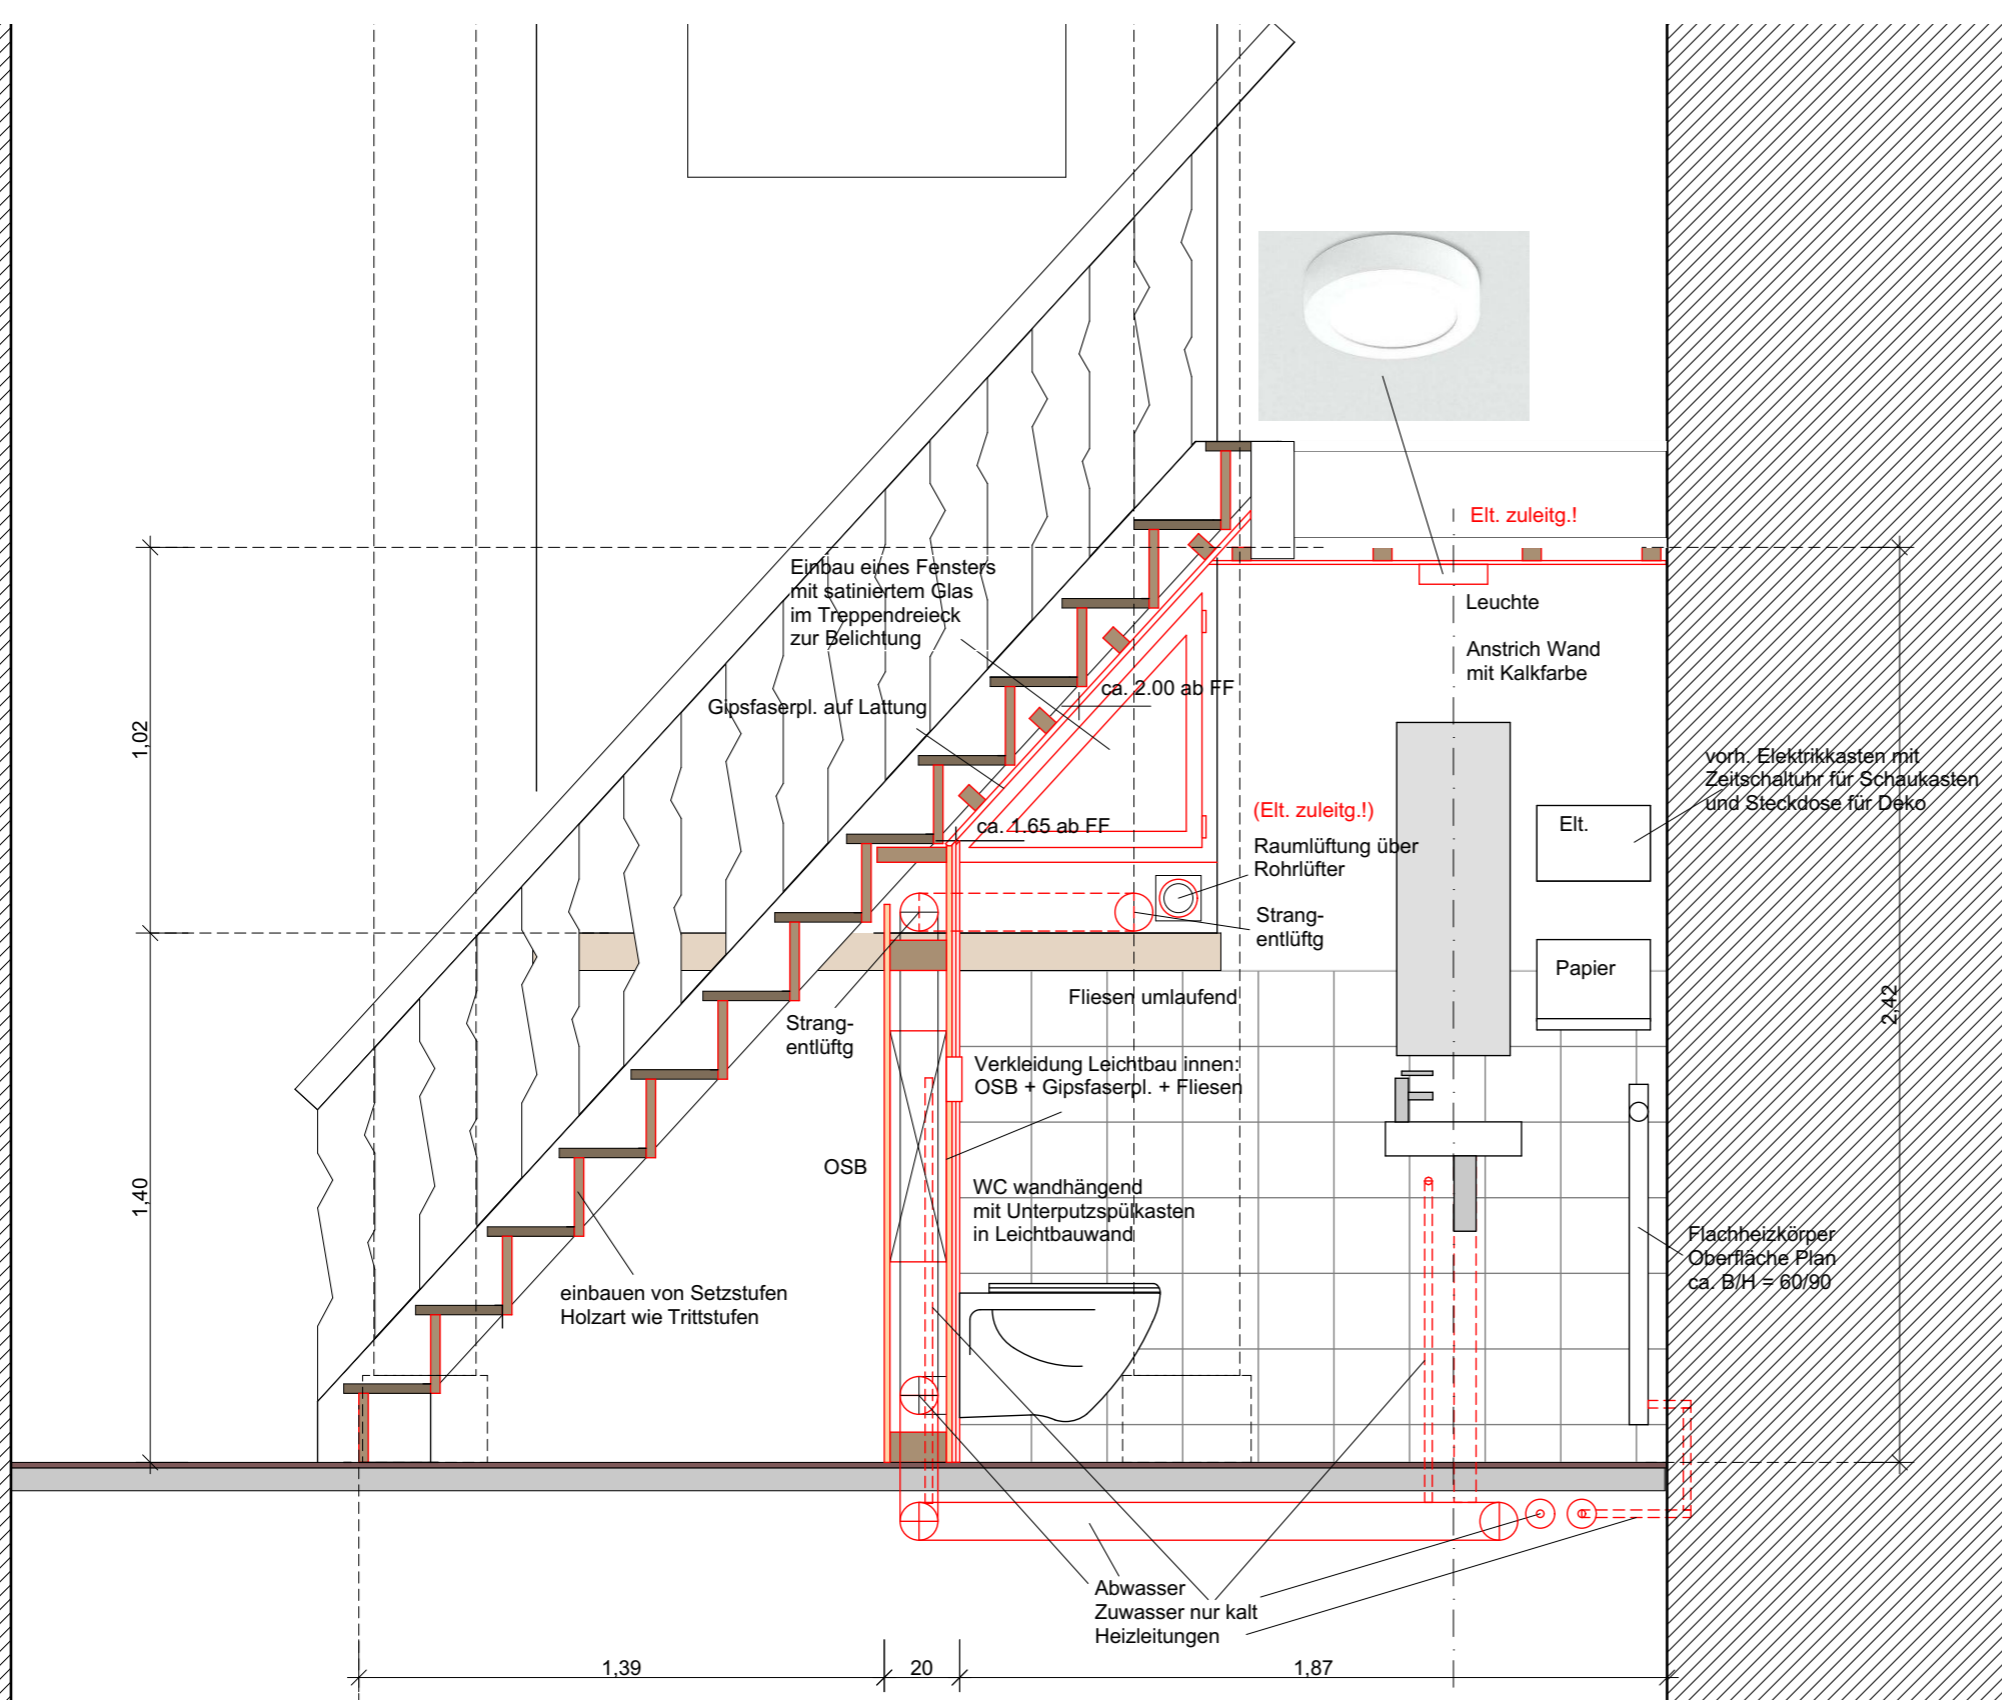 Elt. zuleitg.!
Einbau eines Fensters
mit satiniertem Glas
im Treppendreieck
zur Belichtung
Leuchte
Anstrich Wand
mit Kalkfarbe
ca. 2.00 ab FF
Gipsfaserpl. auf Lattung
1,02
vorh. Elektrikkasten mit
Zeitschaltuhr für Schaukasten
und Steckdose für Deko
(Elt. zuleitg.!)
ca. 1.65 ab FF
Elt.
Raumlüftung über
Rohrlüfter
Strang-
entlüftg
Papier
Fliesen umlaufend
2,42
Strang-
entlüftg
Verkleidung Leichtbau innen:
OSB + Gipsfaserpl. + Fliesen
OSB
1,40
WC wandhängend
mit Unterputzspülkasten
in Leichtbauwand
Flachheizkörper
Oberfläche Plan
ca. B/H = 60/90
einbauen von Setzstufen
Holzart wie Trittstufen
Abwasser
Zuwasser nur kalt
Heizleitungen
1,39
20
1,87